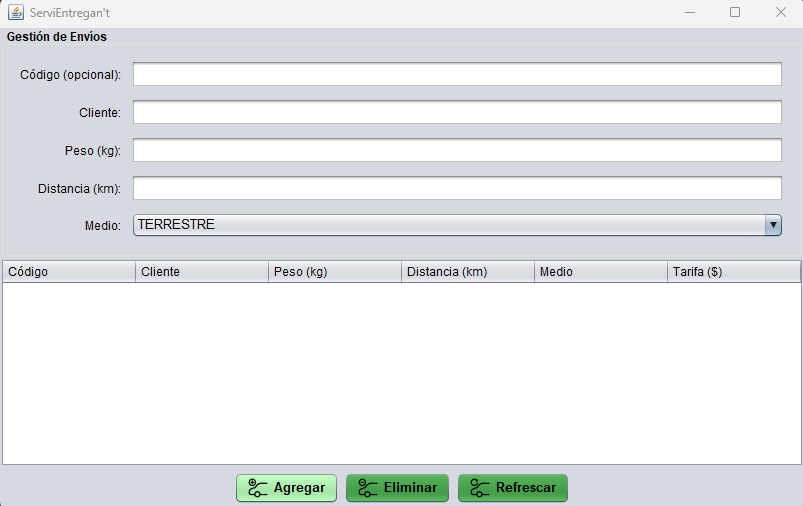 ServiEntregan't
Gestión de Envíos
Código (opcional):
Cliente:
Peso (kg):
Distancia (km):
Medio: TERRESTRE
Código Cliente Peso (kg) Distancia (km) Medio Tarifa ($)
Agregar Eliminar Refrescar